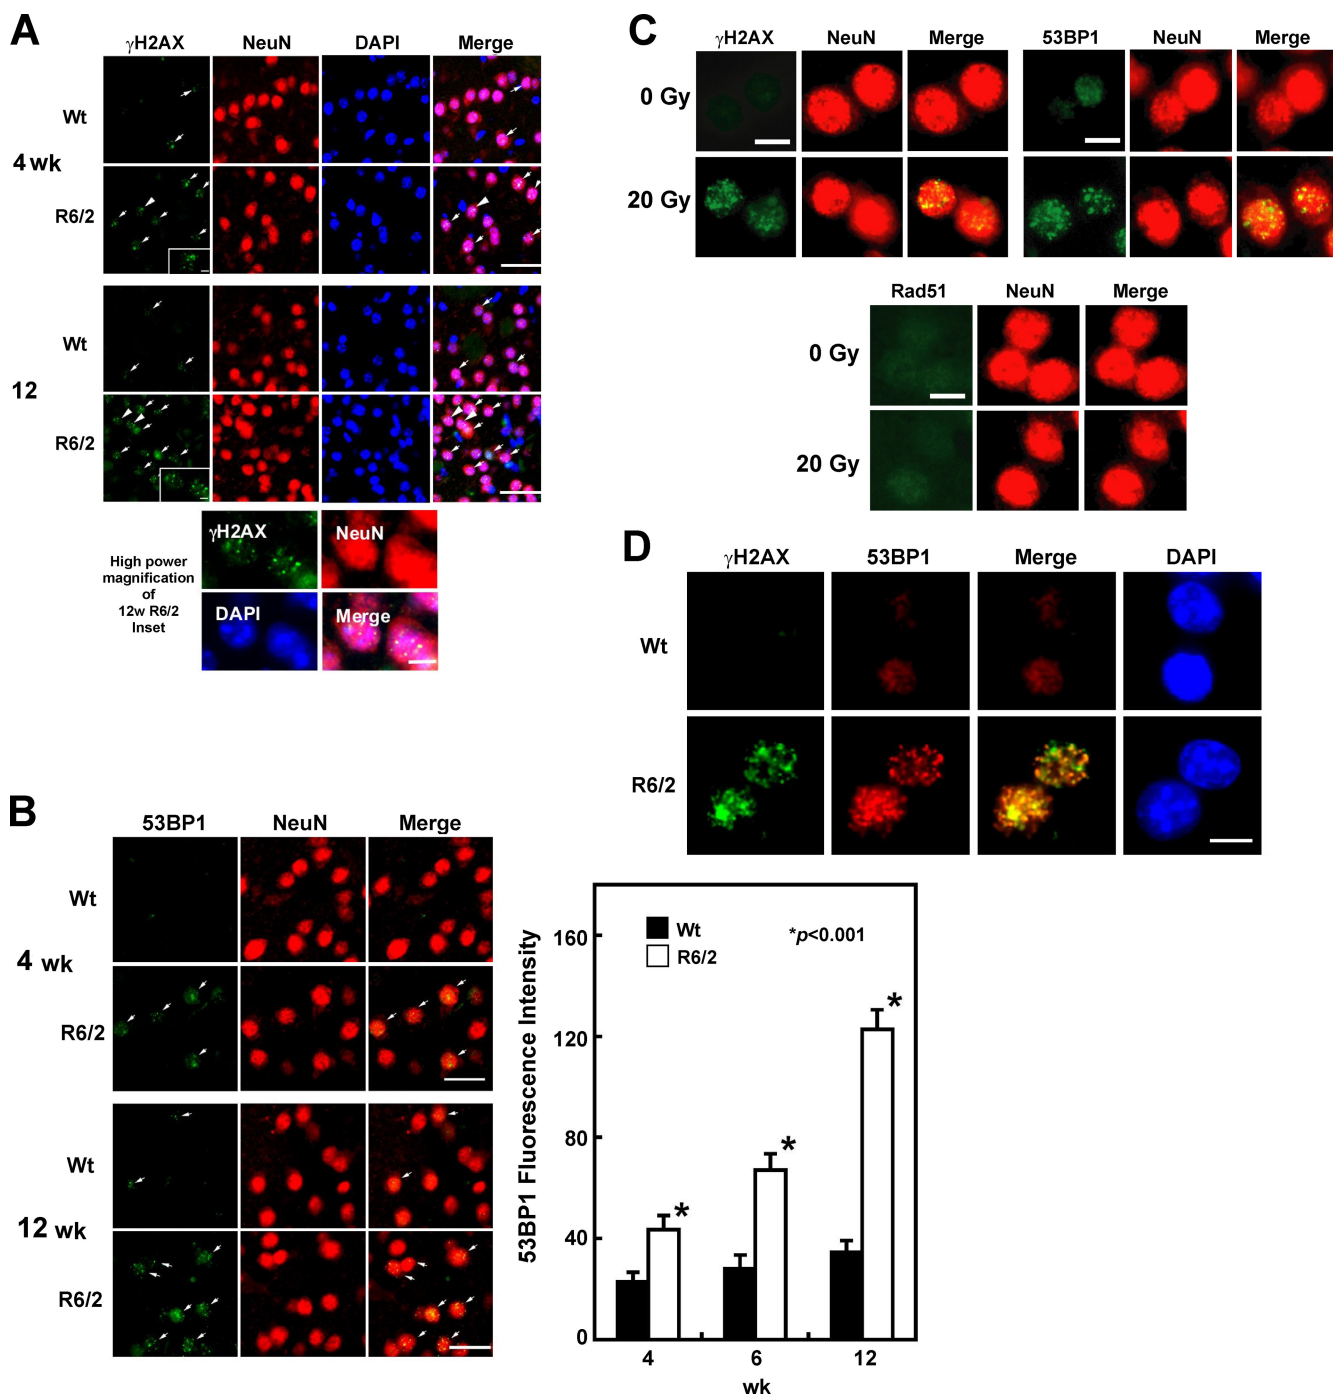 A
γH2AX NeuN DAPI Merge
Wt
4 wk
R6/2
Wt
12
R6/2
High power
magnification
of
12w R6/2
Inset
γH2AX NeuN
DAPI Merge
B
53BP1 NeuN Merge
Wt
4 wk
R6/2
Wt
12 wk
R6/2
53BP1 Fluorescence Intensity
160
120
80
40
0
Wt
R6/2
*p<0.001
*
*
*
4 6 12
wk
C
γH2AX NeuN Merge 53BP1 NeuN Merge
0 Gy
20 Gy
Rad51 NeuN Merge
0 Gy
20 Gy
D
γH2AX 53BP1 Merge DAPI
Wt
R6/2